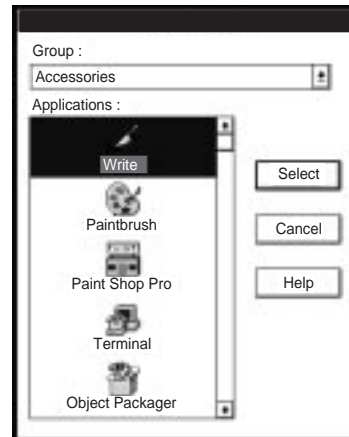 Group :
Accessories
Applications :
Write
Select
Paintbrush
Cancel
Paint Shop Pro
Help
Terminal
Object Packager